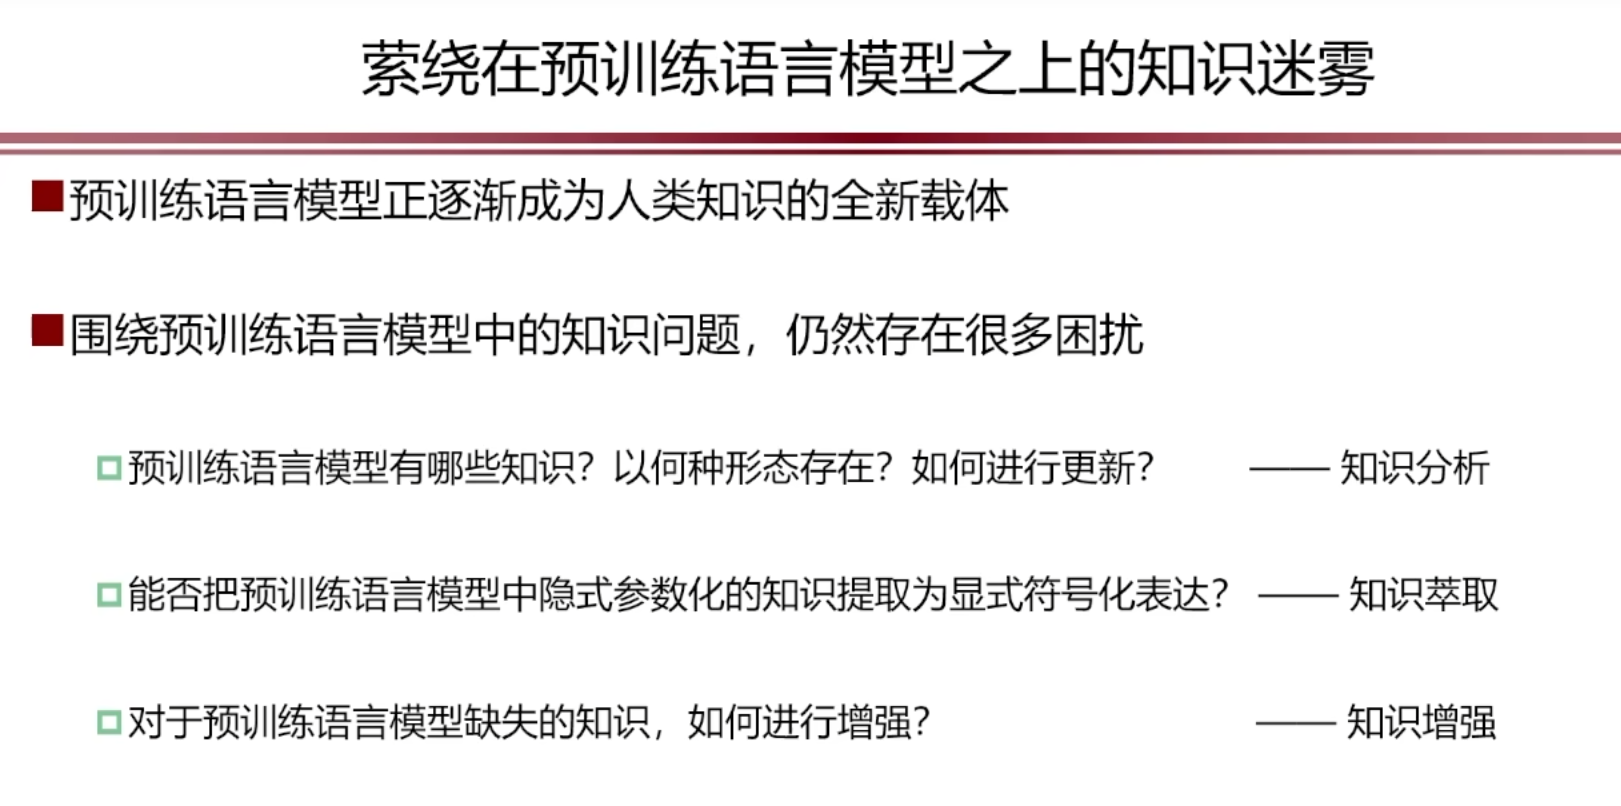 萦绕在预训练语言模型之上的知识迷雾
预训练语言模型正逐渐成为人类知识的全新载体
围绕预训练语言模型中的知识问题，仍然存在很多困扰
预训练语言模型有哪些知识？以何种形态存在？如何进行更新？ —— 知识分析
能否把预训练语言模型中隐式参数化的知识提取为显式符号化表达？ —— 知识萃取
对于预训练语言模型缺失的知识，如何进行增强？ —— 知识增强